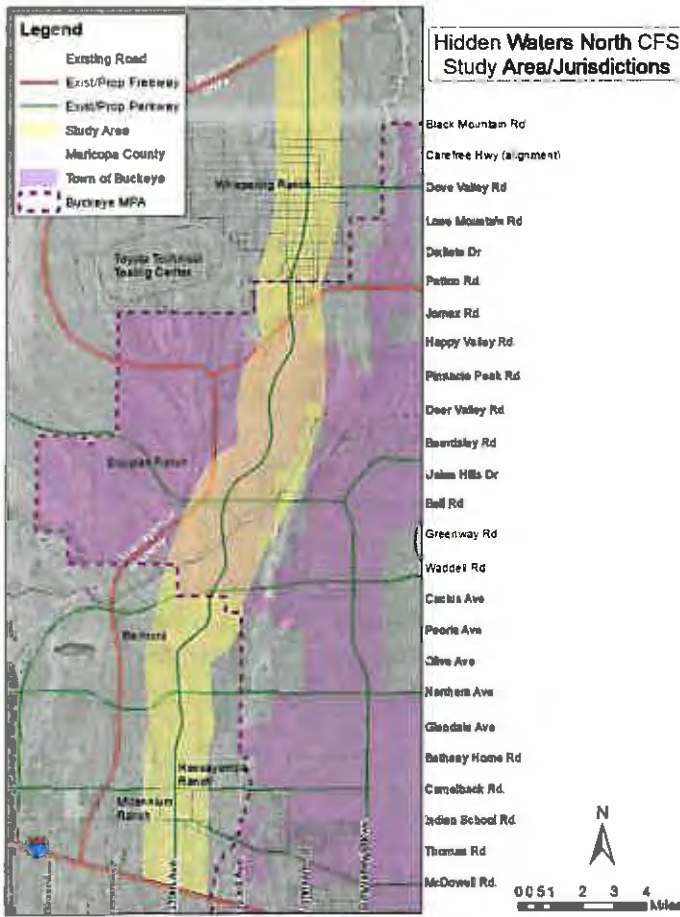 Legend
Existing Road
Exist/Prop Freeway
Exist/Prop Parkway
Study Area
Maricopa County
Town of Buckeye
Buckeye MPA
Hidden Waters North CFS
Study Area/Jurisdictions
Black Mountain Rd
Carefree Hwy (alignment)
Dove Valley Rd
Lone Mountain Rd
Dixileta Dr
Patton Rd
Jomax Rd
Happy Valley Rd
Pinnacle Peak Rd
Deer Valley Rd
Beardsley Rd
Union Hills Dr
Bell Rd
Greenway Rd
Waddell Rd
Cactus Ave
Peoria Ave
Olive Ave
Northern Ave
Glendale Ave
Bethany Home Rd
Camelback Rd.
Indian School Rd
Thomas Rd
McDowell Rd.
Whispering Ranch
Toyota Technical
Testing Center
Douglas Ranch
Belmont
Hassayampa
Ranch
Millennium
Ranch
N
0 0.5 1 2 3 4
Miles